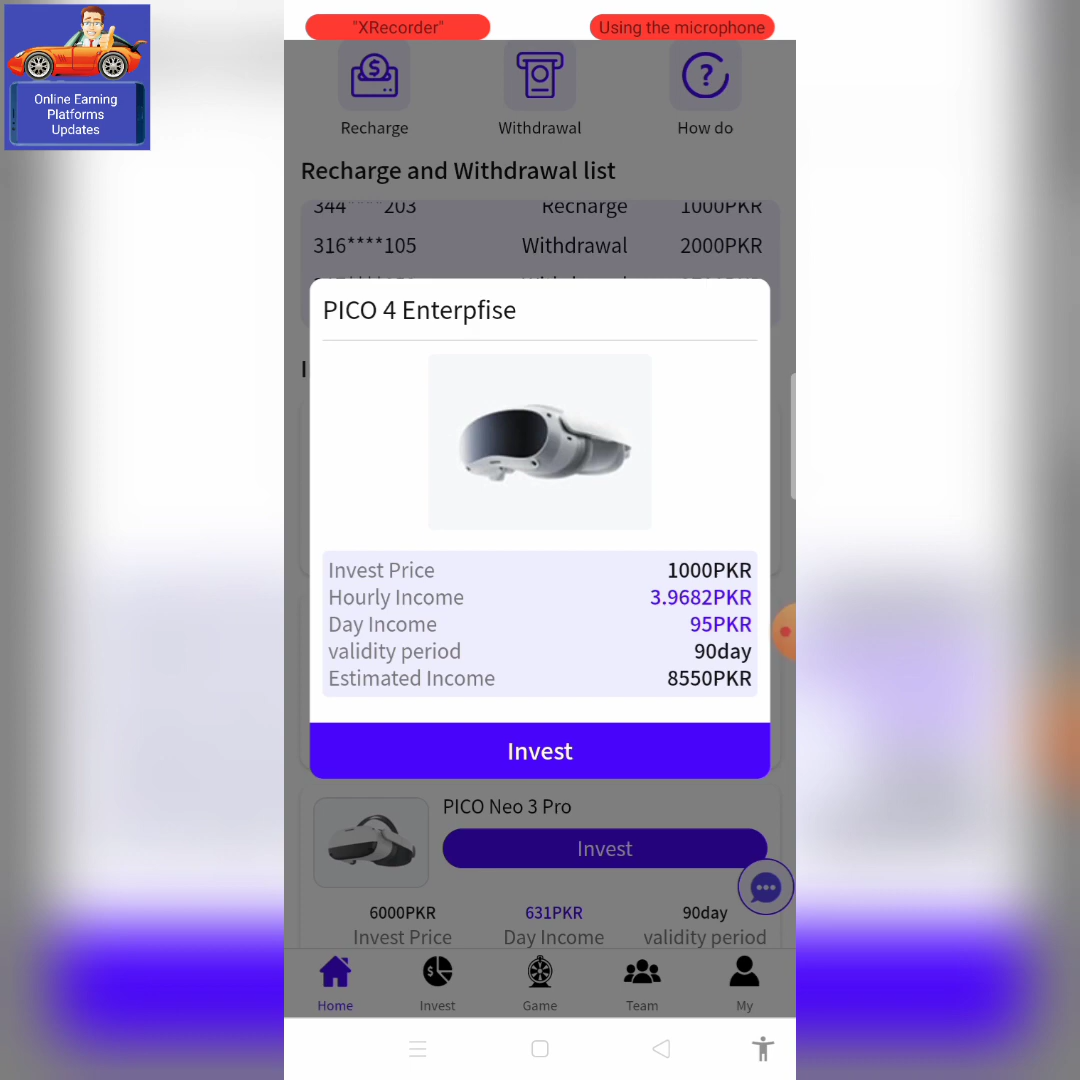 "XRecorder"
Using the microphone
Online Earning
Platforms
Updates
Recharge
Withdrawal
How do
Recharge and Withdrawal list
344****203 Recharge 1000PKR
316****105 Withdrawal 2000PKR
PICO 4 Enterpfise
Invest Price 1000PKR
Hourly Income 3.9682PKR
Day Income 95PKR
validity period 90day
Estimated Income 8550PKR
Invest
PICO Neo 3 Pro
Invest
6000PKR 631PKR 90day
Invest Price Day Income validity period
Home Invest Game Team My